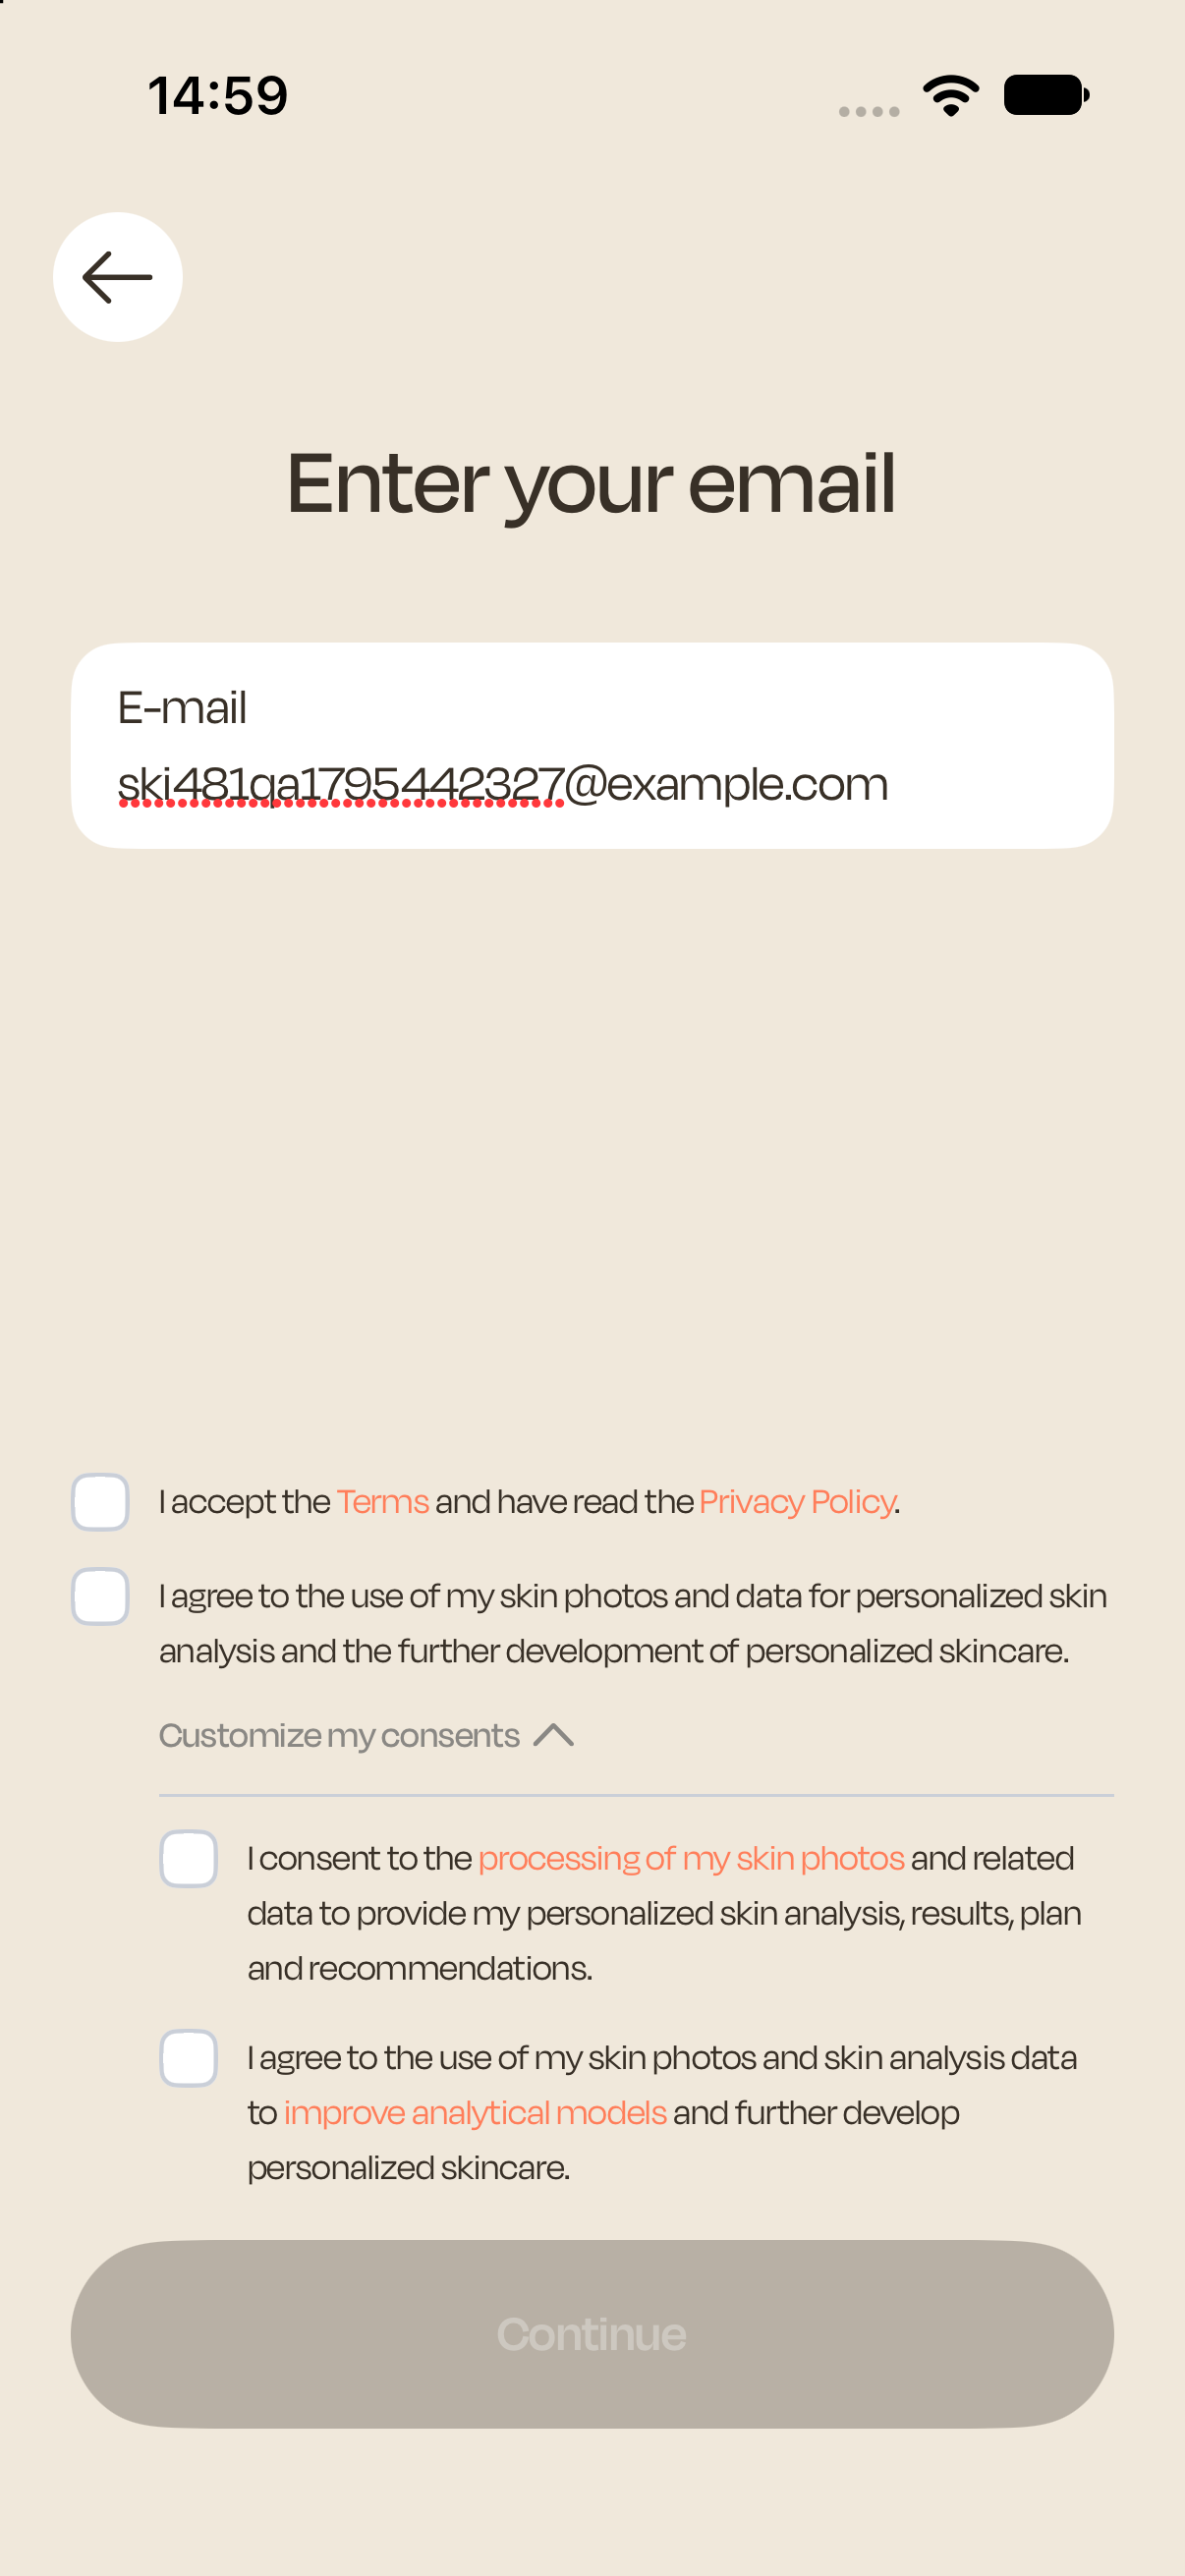 14:59
Enter your email
E-mail
ski481qa1795442327@example.com
I accept the Terms and have read the Privacy Policy.
I agree to the use of my skin photos and data for personalized skin
analysis and the further development of personalized skincare.
Customize my consents
I consent to the processing of my skin photos and related
data to provide my personalized skin analysis, results, plan
and recommendations.
I agree to the use of my skin photos and skin analysis data
to improve analytical models and further develop
personalized skincare.
Continue